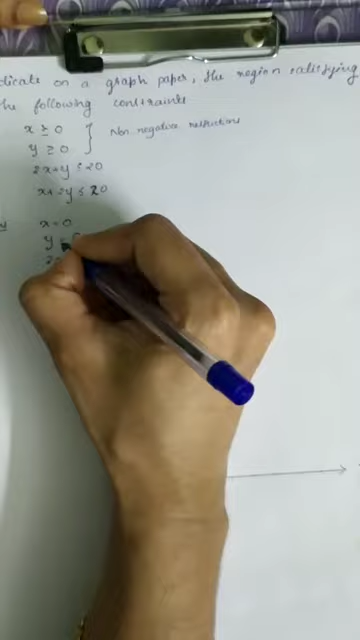 dicate on a graph paper, the region satisfying
the following constraints
x ≥ 0
y ≥ 0 } Non negative restrictions
2x+y ≤ 20
x+2y ≤ 20
x = 0
y =
2